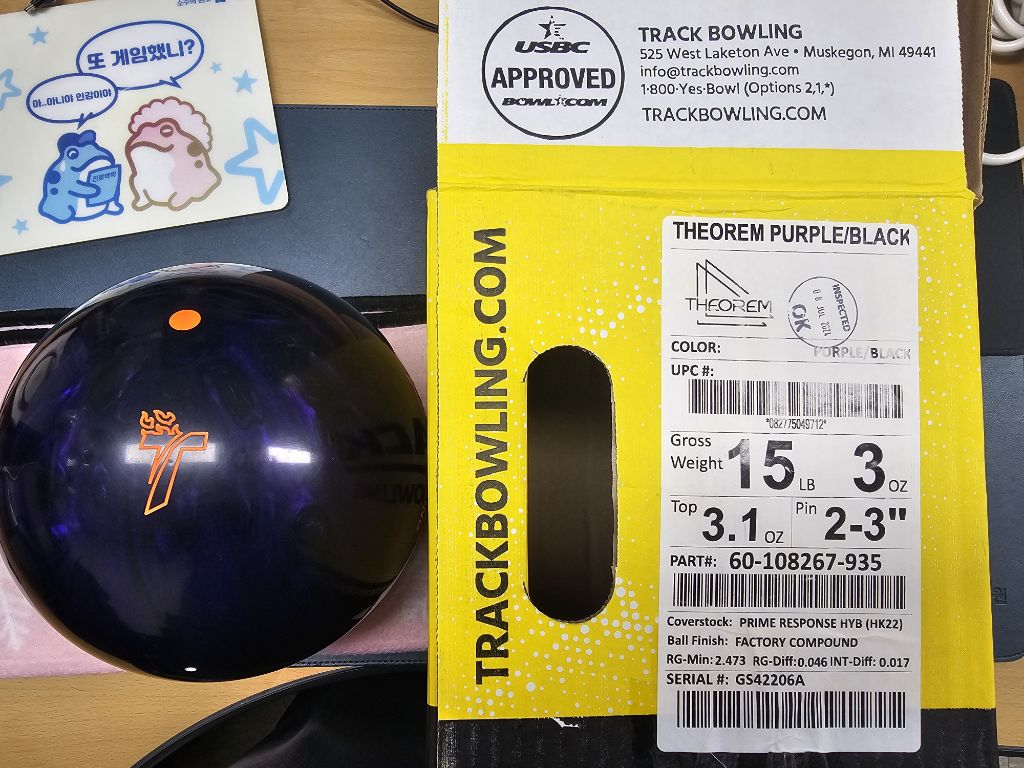 또 게임했니?
아..아니야 인강이야
USBC
APPROVED
BOWL.COM
TRACK BOWLING
525 West Laketon Ave • Muskegon, MI 49441
info@trackbowling.com
1-800-Yes-Bowl (Options 2,1,*)
TRACKBOWLING.COM
TRACKBOWLING.COM
THEOREM PURPLE/BLACK
THEOREM
INSPECTED
08 JUL 2024
OK
COLOR: PURPLE/BLACK
UPC #:
*082775049712*
Gross Weight 15 LB 3 OZ
Top 3.1 OZ Pin 2-3"
PART#: 60-108267-935
Coverstock: PRIME RESPONSE HYB (HK22)
Ball Finish: FACTORY COMPOUND
RG-Min: 2.473 RG-Diff: 0.046 INT-Diff: 0.017
SERIAL #: GS42206A
T